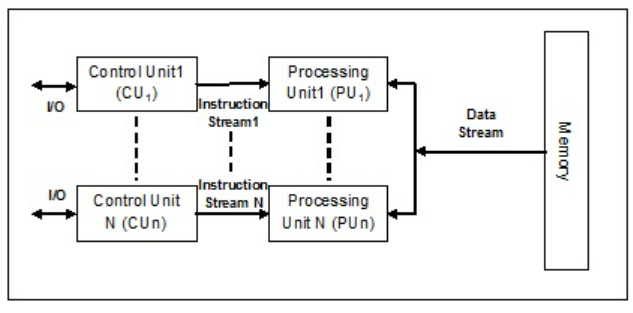 Control Unit1
(CU1)
I/O
Instruction
Stream1
Processing
Unit1 (PU1)
Data
Stream
Memory
I/O
Control Unit
N (CUn)
Instruction
Stream N
Processing
Unit N (PUn)